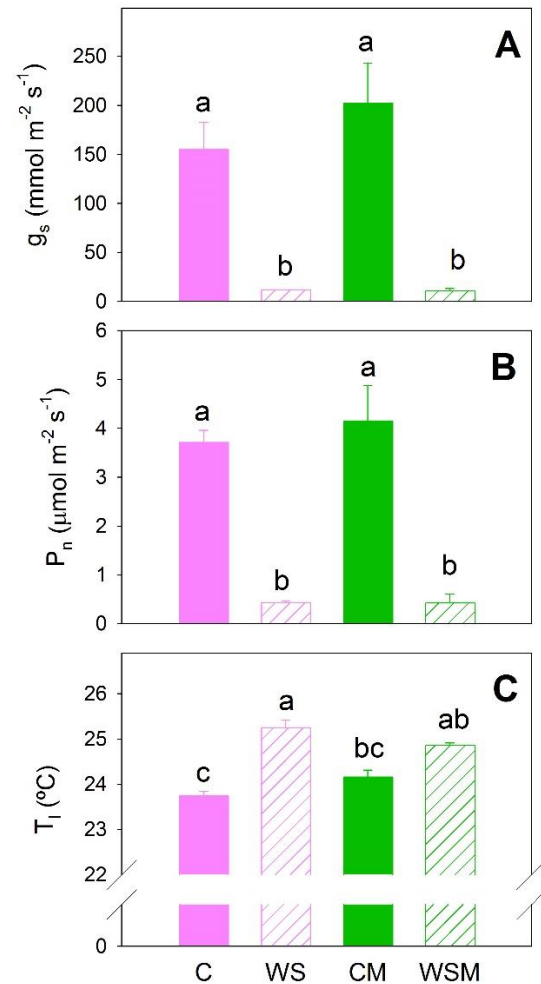 A
gₛ (mmol m⁻² s⁻¹)
250
200
150
100
50
0
a
b
a
b
B
Pₙ (µmol m⁻² s⁻¹)
6
5
4
3
2
1
0
a
b
a
b
C
Tₗ (ºC)
26
25
24
23
22
0
c
a
bc
ab
C WS CM WSM